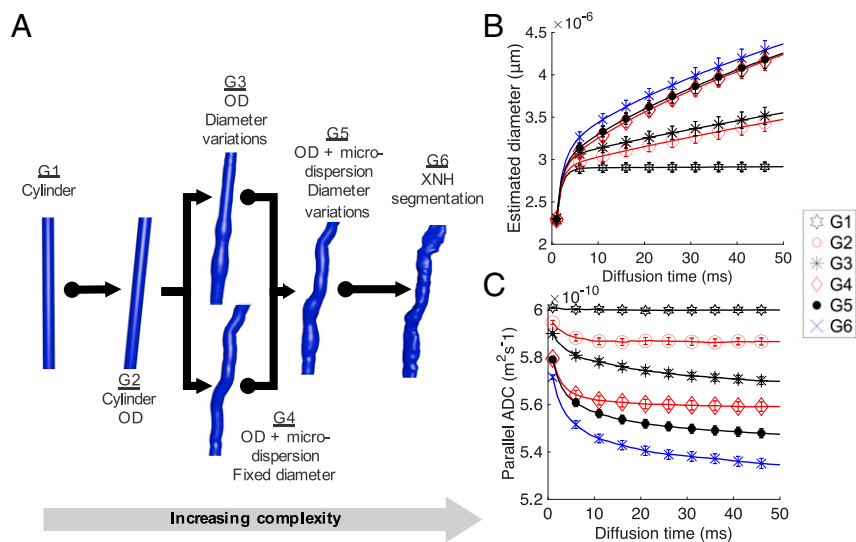 A
G1
Cylinder
G2
Cylinder
OD
G3
OD
Diameter
variations
G4
OD + micro-
dispersion
Fixed diameter
G5
OD + micro-
dispersion
Diameter
variations
G6
XNH
segmentation
Increasing complexity
B
×10⁻⁶
4.5
4
3.5
3
2.5
2
Estimated diameter (μm)
0 10 20 30 40 50
Diffusion time (ms)
C
×10⁻¹⁰
6
5.8
5.6
5.4
5.2
Parallel ADC (m²s⁻¹)
0 10 20 30 40 50
Diffusion time (ms)
G1
G2
G3
G4
G5
G6